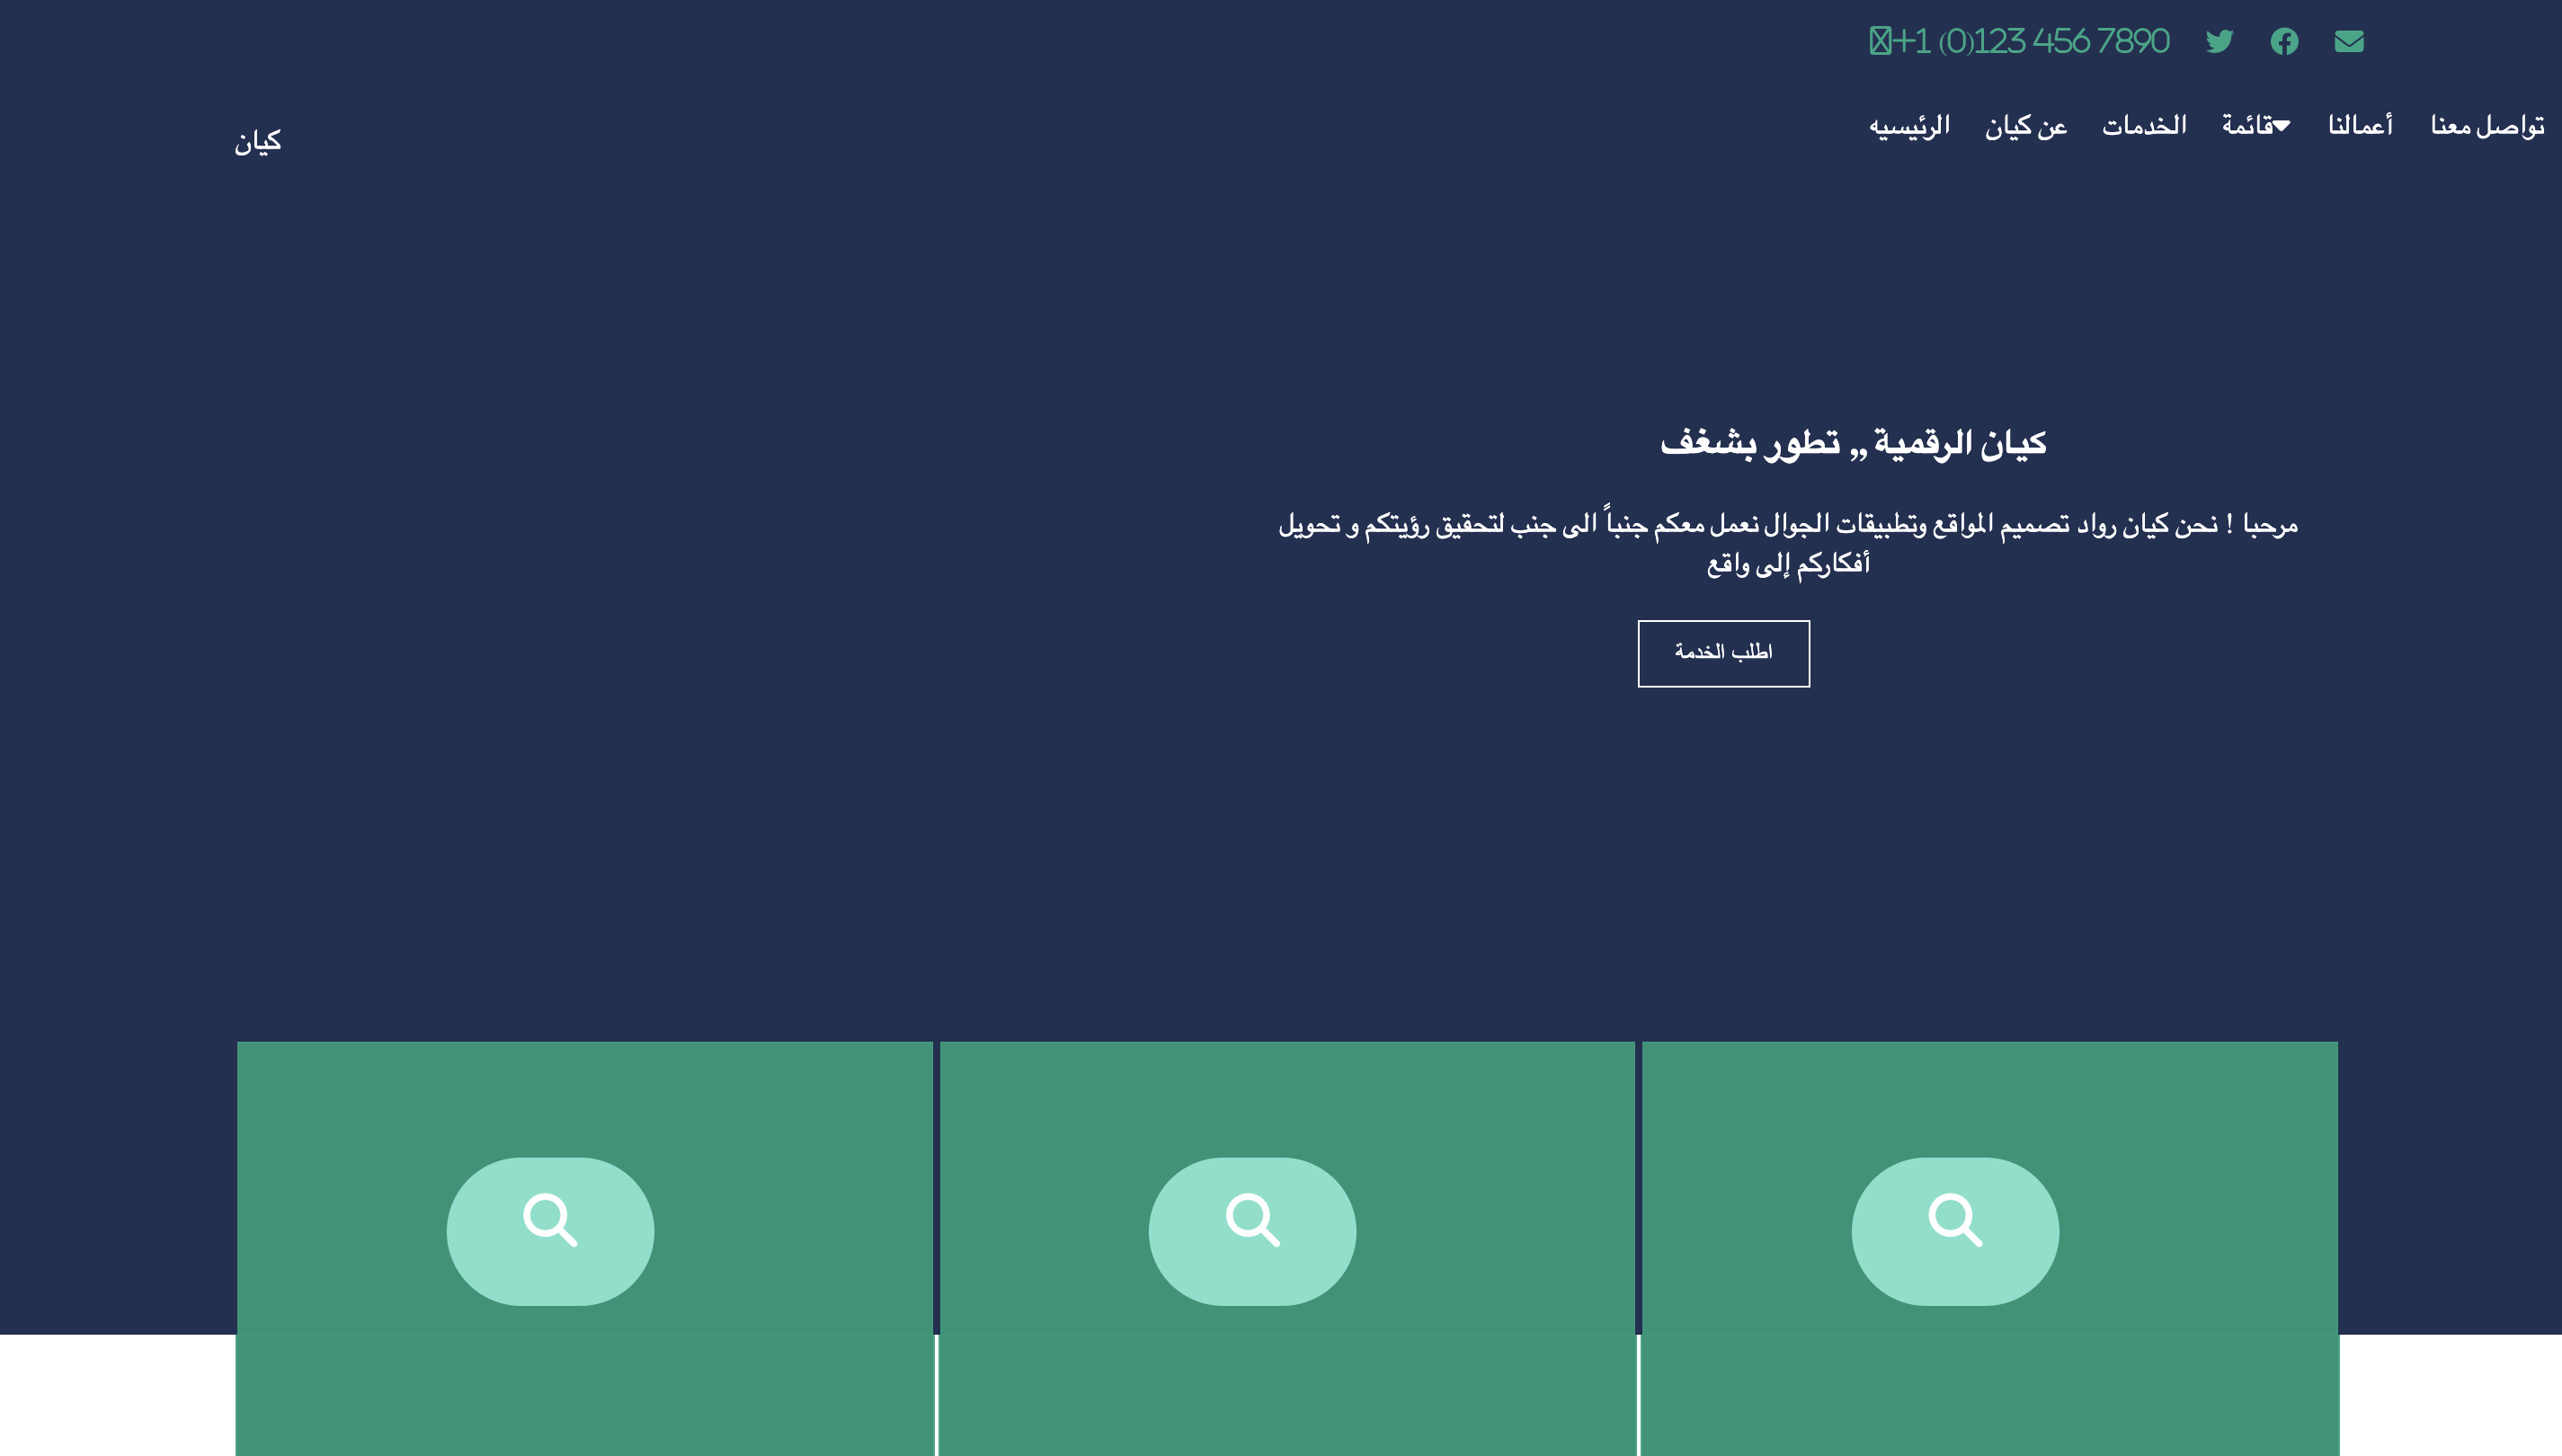 +1 (0)123 456 7890
كيان
الرئيسيه
عن كيان
الخدمات
قائمة
أعمالنا
تواصل معنا
كيان الرقمية ,, تطور بشغف
مرحبا ! نحن كيان رواد تصميم المواقع وتطبيقات الجوال نعمل معكم جنباً الى جنب لتحقيق رؤيتكم و تحويل
أفكاركم إلى واقع
اطلب الخدمة